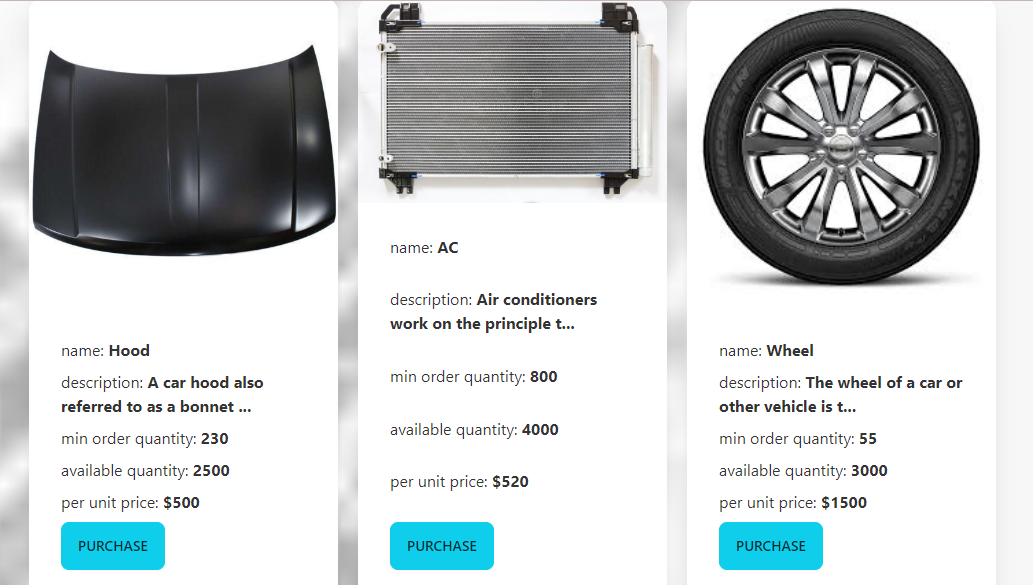 name: Hood
description: A car hood also
referred to as a bonnet ...
min order quantity: 230
available quantity: 2500
per unit price: $500
PURCHASE
name: AC
description: Air conditioners
work on the principle t...
min order quantity: 800
available quantity: 4000
per unit price: $520
PURCHASE
MICHELIN
name: Wheel
description: The wheel of a car or
other vehicle is t...
min order quantity: 55
available quantity: 3000
per unit price: $1500
PURCHASE